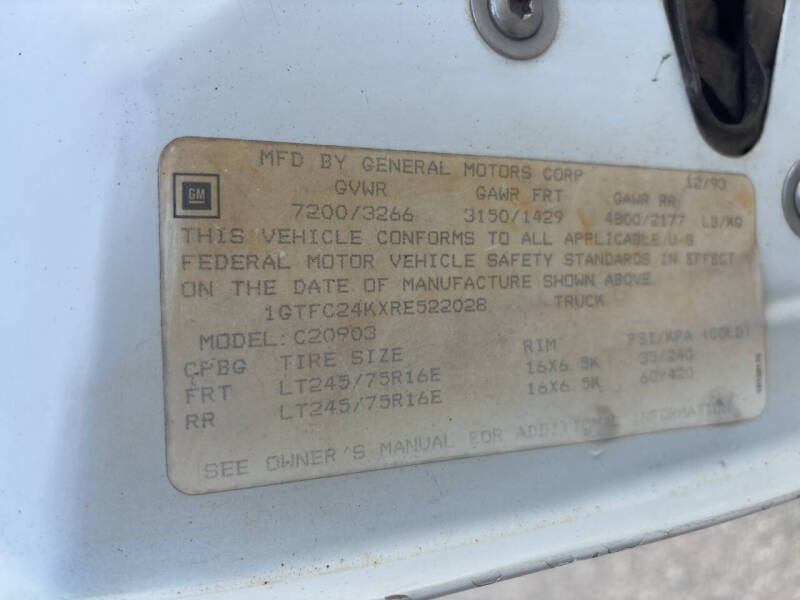 MFD BY GENERAL MOTORS CORP 12/93
GM
GVWR GAWR FRT GAWR RR
7200/3266 3150/1429 4800/2177 LB/KG
THIS VEHICLE CONFORMS TO ALL APPLICABLE U.S
FEDERAL MOTOR VEHICLE SAFETY STANDARDS IN EFFECT
ON THE DATE OF MANUFACTURE SHOWN ABOVE
1GTFC24KXRE522028 TRUCK
MODEL: C20903
CPBG TIRE SIZE RIM PSI/KPA (COLD)
FRT LT245/75R16E 16X6.5K 35/240
RR LT245/75R16E 16X6.5K 60/420
SEE OWNER'S MANUAL FOR ADDITIONAL INFORMATION